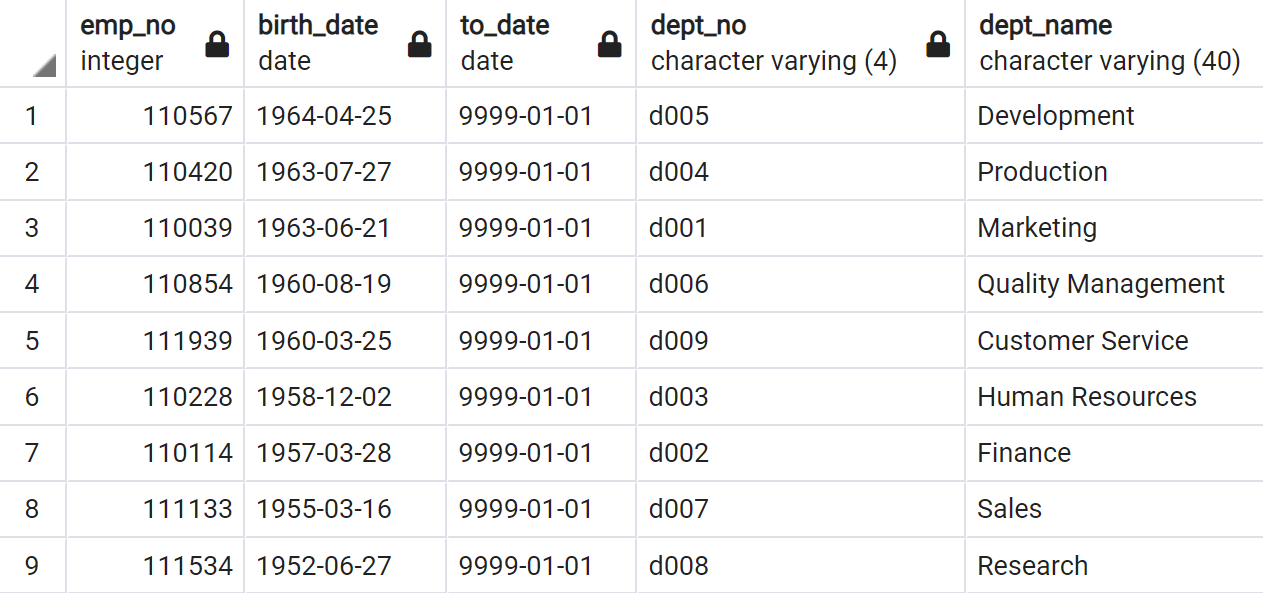 emp_no birth_date to_date dept_no dept_name
integer date date character varying (4) character varying (40)
1 110567 1964-04-25 9999-01-01 d005 Development
2 110420 1963-07-27 9999-01-01 d004 Production
3 110039 1963-06-21 9999-01-01 d001 Marketing
4 110854 1960-08-19 9999-01-01 d006 Quality Management
5 111939 1960-03-25 9999-01-01 d009 Customer Service
6 110228 1958-12-02 9999-01-01 d003 Human Resources
7 110114 1957-03-28 9999-01-01 d002 Finance
8 111133 1955-03-16 9999-01-01 d007 Sales
9 111534 1952-06-27 9999-01-01 d008 Research